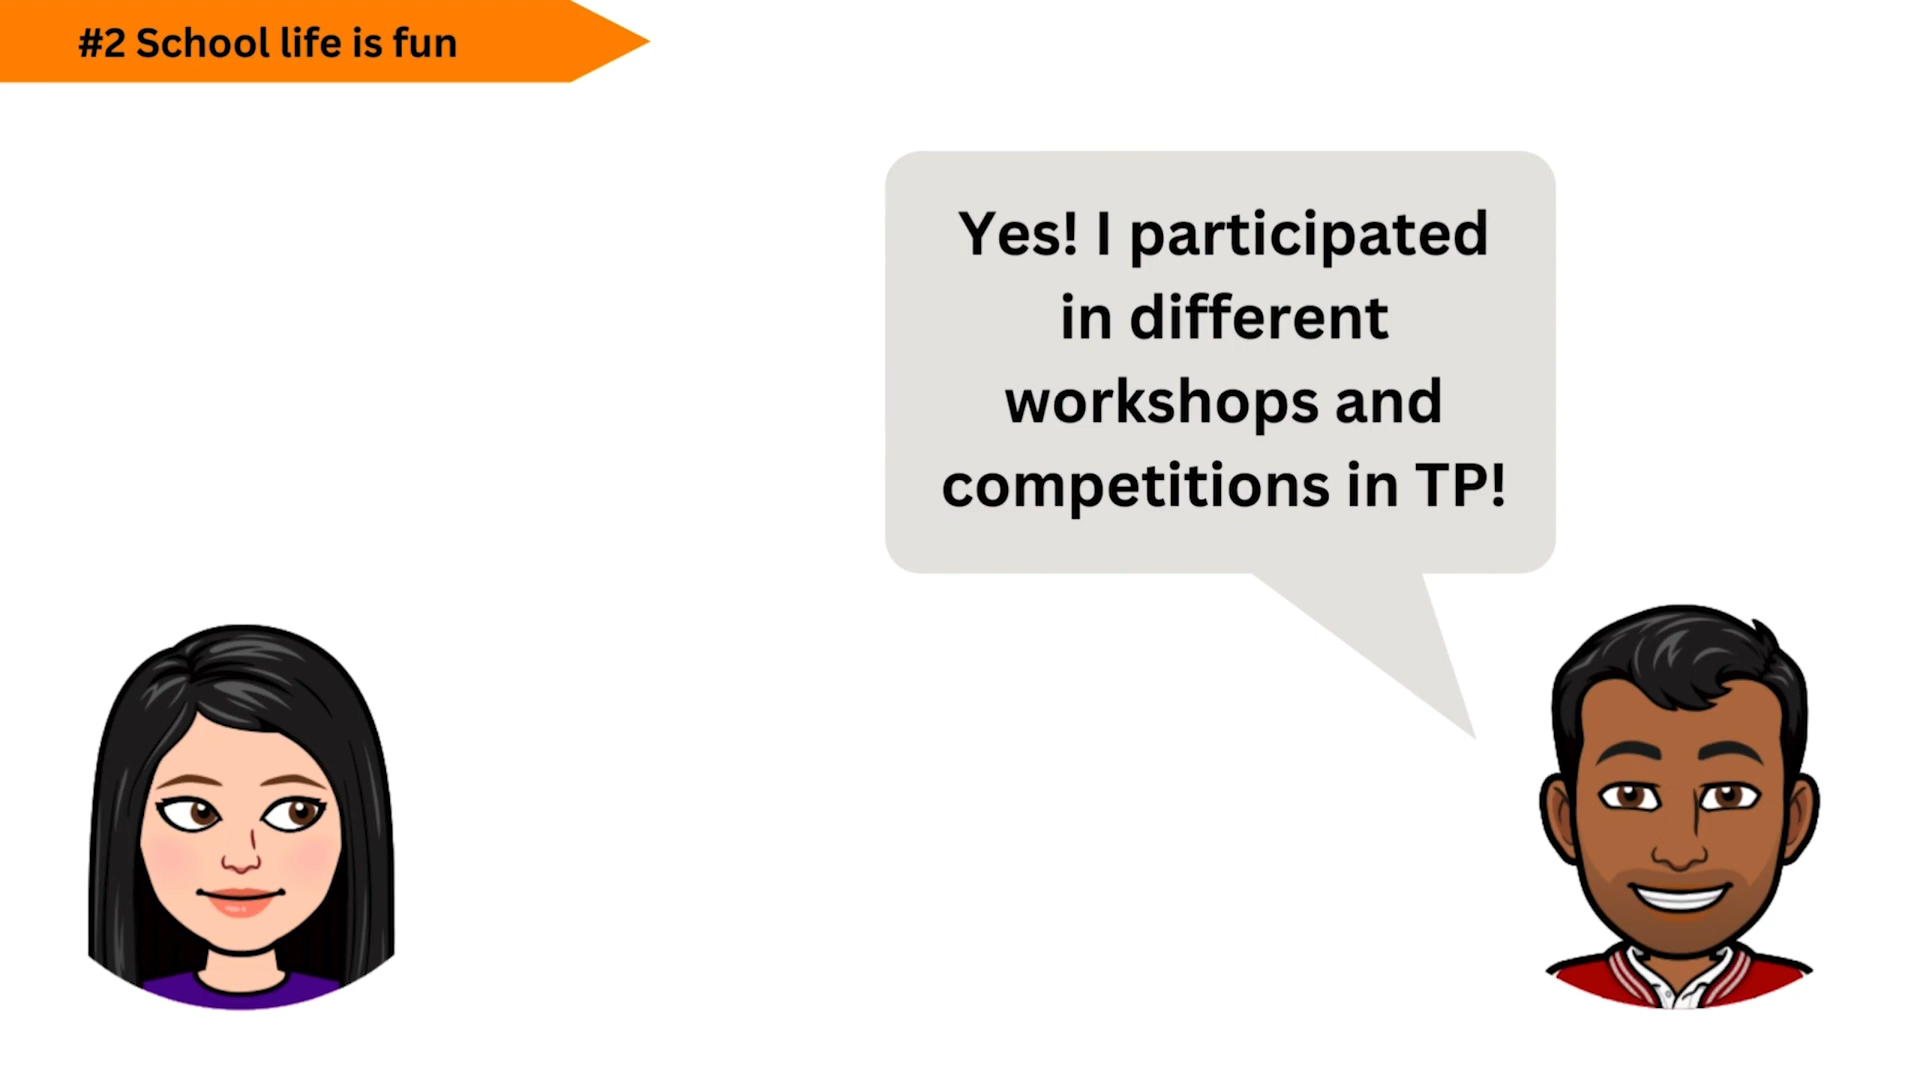 #2 School life is fun
Yes! I participated
in different
workshops and
competitions in TP!